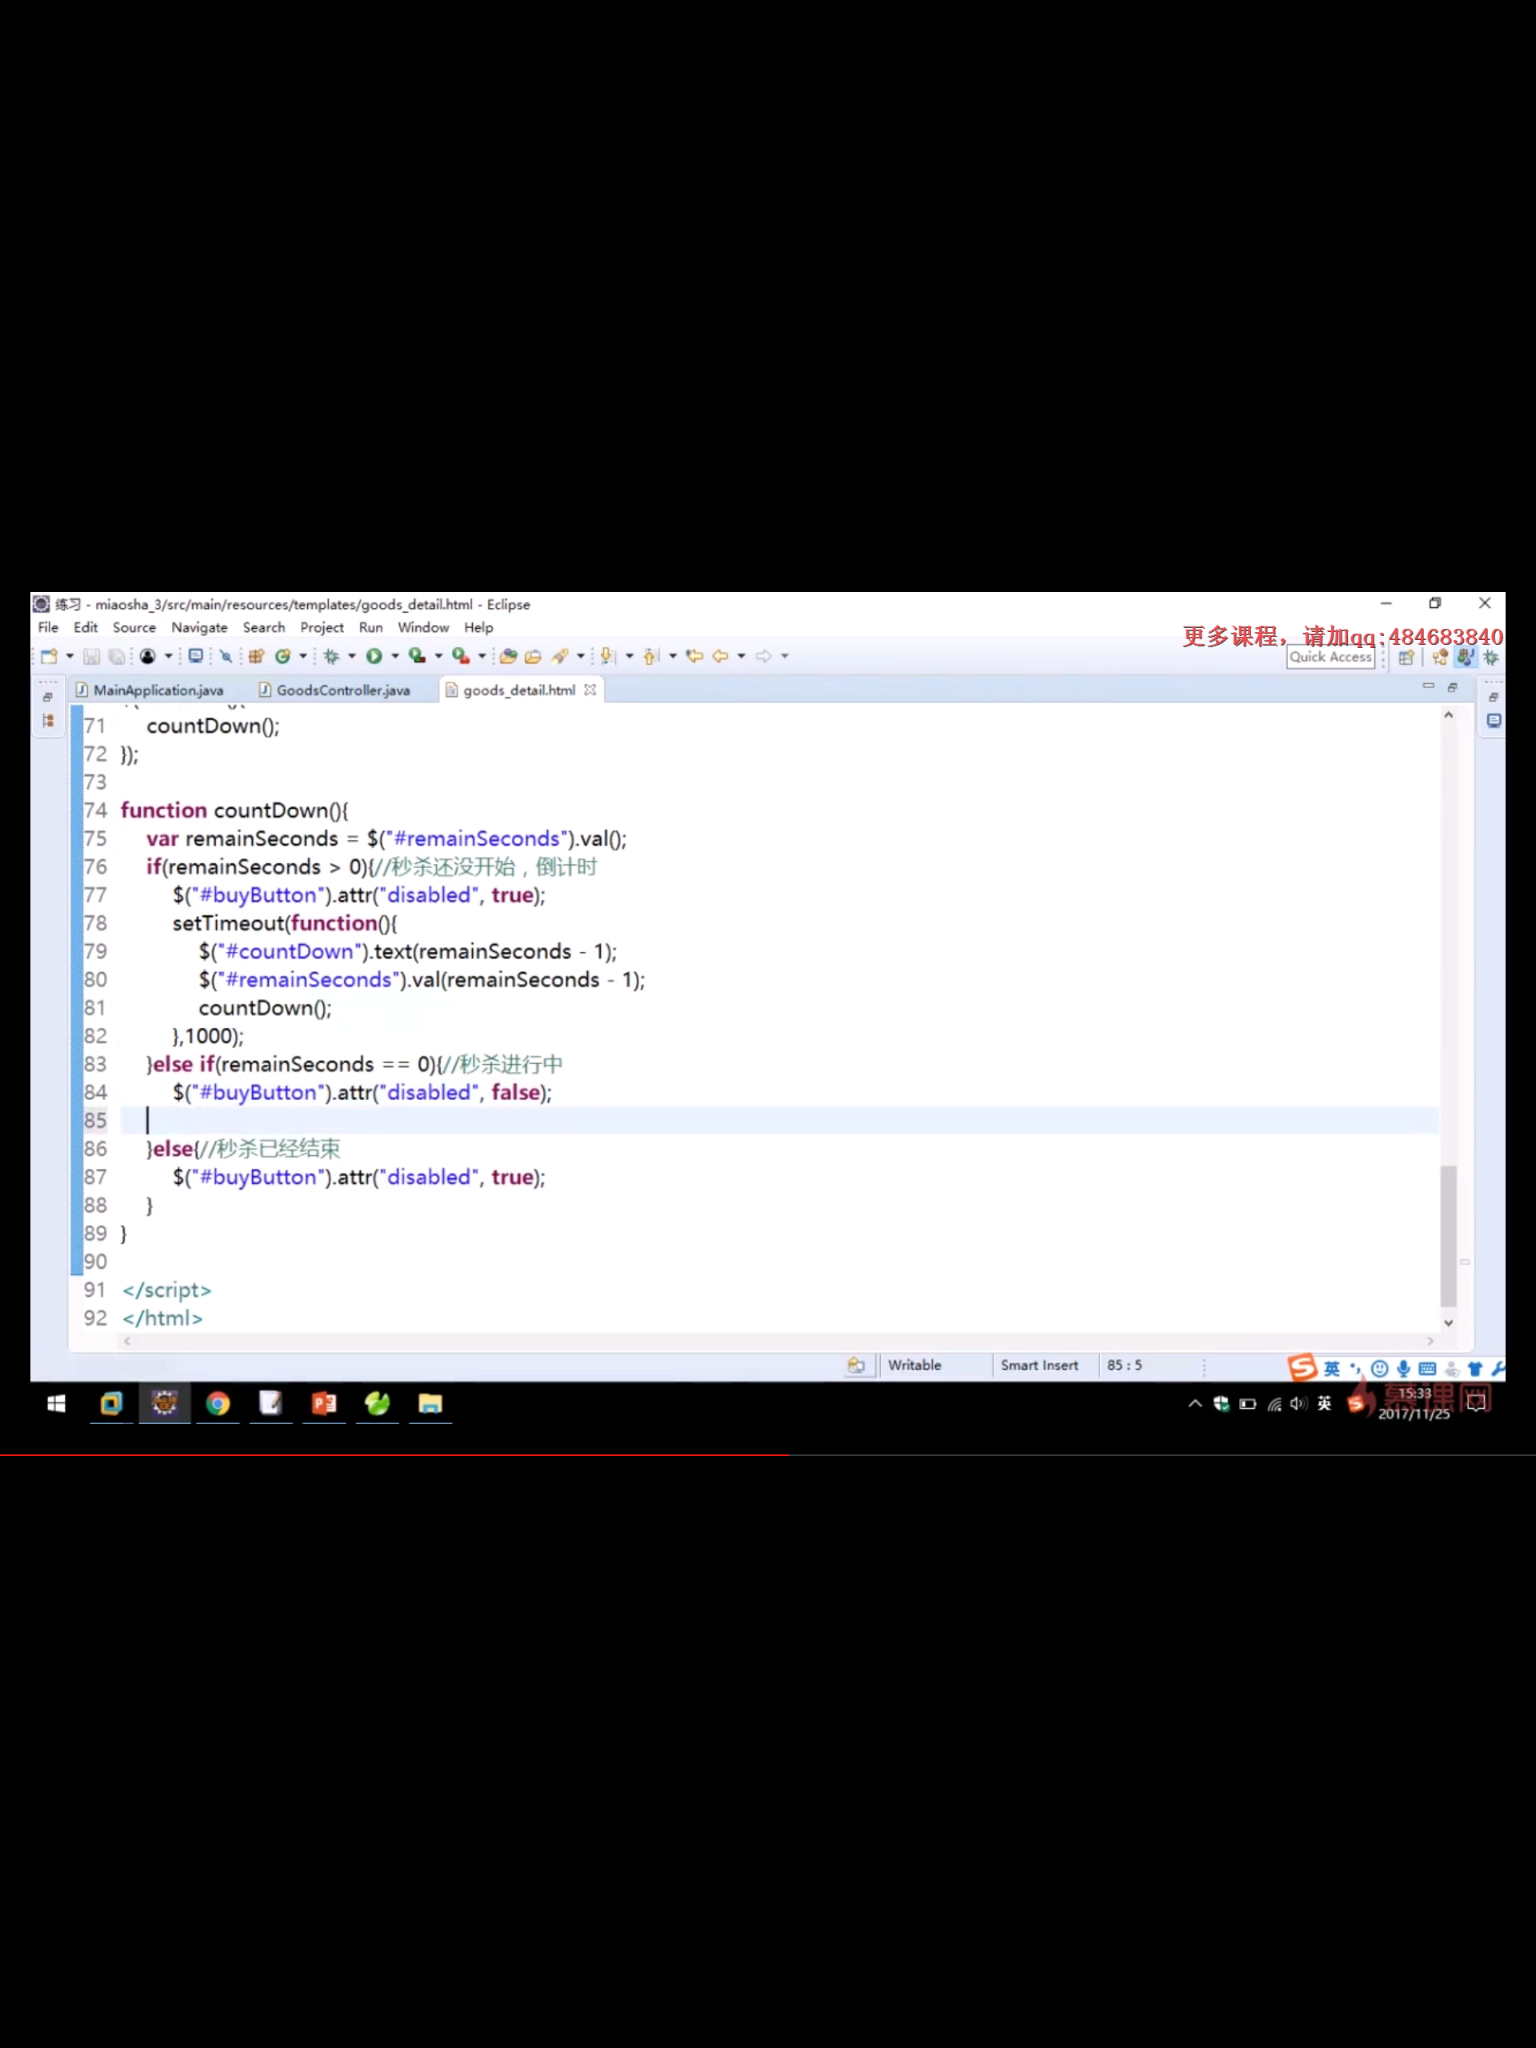 练习 - miaosha_3/src/main/resources/templates/goods_detail.html - Eclipse
File Edit Source Navigate Search Project Run Window Help
更多课程，请加qq:484683840
Quick Access
MainApplication.java GoodsController.java goods_detail.html
71 countDown();
72 });
73
74 function countDown(){
75 var remainSeconds = $("#remainSeconds").val();
76 if(remainSeconds > 0){//秒杀还没开始，倒计时
77 $("#buyButton").attr("disabled", true);
78 setTimeout(function(){
79 $("#countDown").text(remainSeconds - 1);
80 $("#remainSeconds").val(remainSeconds - 1);
81 countDown();
82 },1000);
83 }else if(remainSeconds == 0){//秒杀进行中
84 $("#buyButton").attr("disabled", false);
85
86 }else{//秒杀已经结束
87 $("#buyButton").attr("disabled", true);
88 }
89 }
90
91 </script>
92 </html>
Writable Smart Insert 85 : 5
英
英
15:33
慕课网
2017/11/25